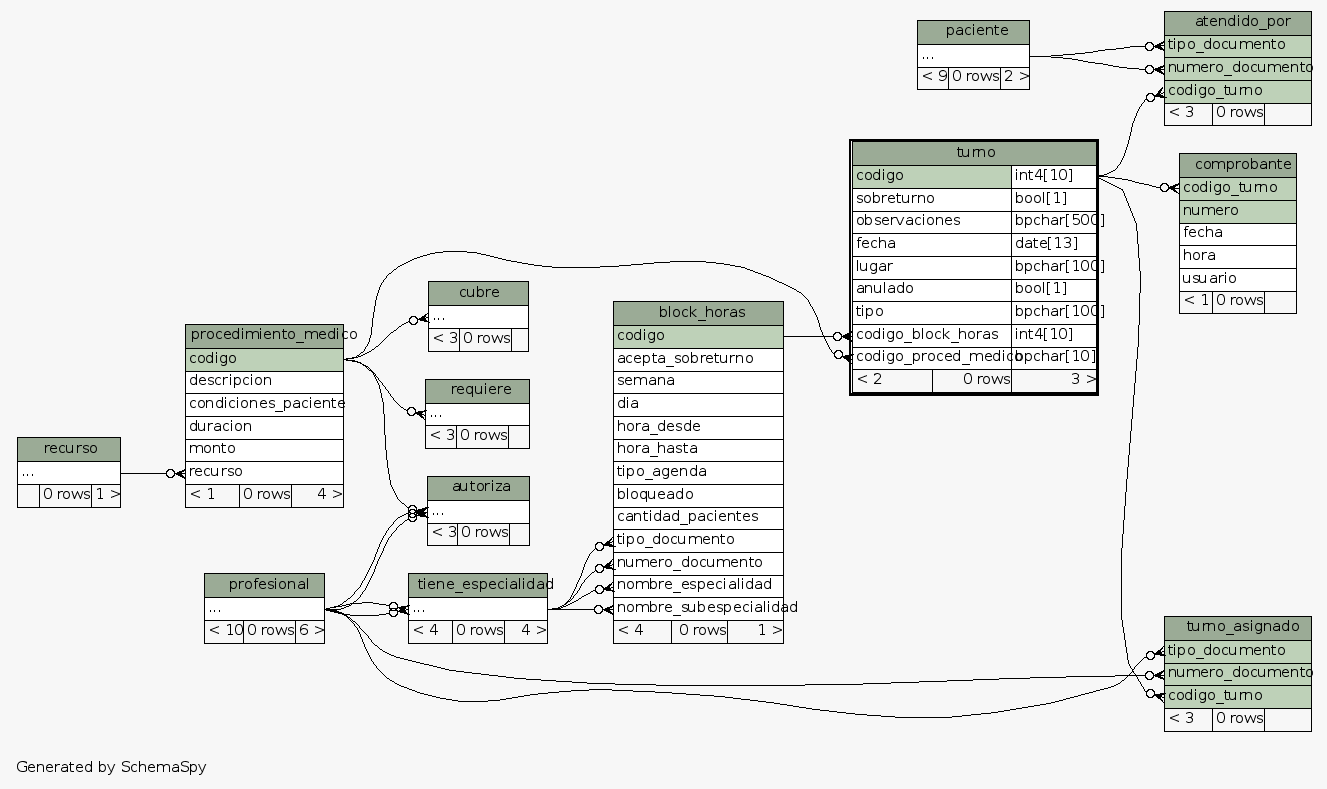 paciente
...
< 9 0 rows 2 >
atendido_por
tipo_documento
numero_documento
codigo_turno
< 3 0 rows
turno
codigo int4[10]
sobreturno bool[1]
observaciones bpchar[500]
fecha date[13]
lugar bpchar[100]
anulado bool[1]
tipo bpchar[100]
codigo_block_horas int4[10]
codigo_proced_medico bpchar[10]
< 2 0 rows 3 >
comprobante
codigo_turno
numero
fecha
hora
usuario
< 1 0 rows
cubre
...
< 3 0 rows
requiere
...
< 3 0 rows
autoriza
...
< 3 0 rows
procedimiento_medico
codigo
descripcion
condiciones_paciente
duracion
monto
recurso
< 1 0 rows 4 >
recurso
...
0 rows 1 >
block_horas
codigo
acepta_sobreturno
semana
dia
hora_desde
hora_hasta
tipo_agenda
bloqueado
cantidad_pacientes
tipo_documento
numero_documento
nombre_especialidad
nombre_subespecialidad
< 4 0 rows 1 >
profesional
...
< 10 0 rows 6 >
tiene_especialidad
...
< 4 0 rows 4 >
turno_asignado
tipo_documento
numero_documento
codigo_turno
< 3 0 rows
Generated by SchemaSpy